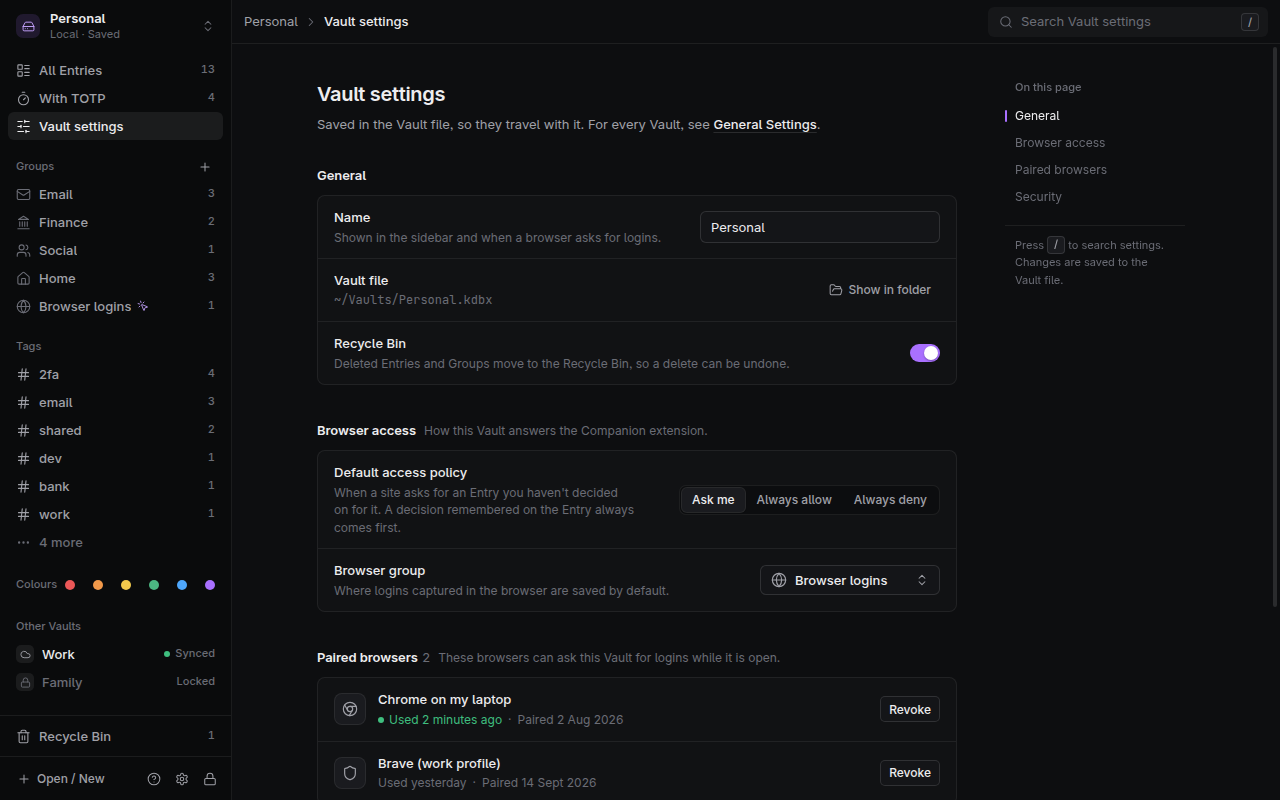 Personal
Local · Saved
All Entries 13
With TOTP 4
Vault settings
Groups
Email 3
Finance 2
Social 1
Home 3
Browser logins 1
Tags
2fa 4
email 3
shared 2
dev 1
bank 1
work 1
4 more
Colours
Other Vaults
Work Synced
Family Locked
Recycle Bin 1
Open / New
Personal Vault settings
Search Vault settings /
Vault settings
Saved in the Vault file, so they travel with it. For every Vault, see General Settings.
General
Name
Shown in the sidebar and when a browser asks for logins.
Personal
Vault file
~/Vaults/Personal.kdbx
Show in folder
Recycle Bin
Deleted Entries and Groups move to the Recycle Bin, so a delete can be undone.
Browser access How this Vault answers the Companion extension.
Default access policy
When a site asks for an Entry you haven't decided
on for it. A decision remembered on the Entry always
comes first.
Ask me Always allow Always deny
Browser group
Where logins captured in the browser are saved by default.
Browser logins
Paired browsers 2 These browsers can ask this Vault for logins while it is open.
Chrome on my laptop
Used 2 minutes ago · Paired 2 Aug 2026
Revoke
Brave (work profile)
Used yesterday · Paired 14 Sept 2026
Revoke
On this page
General
Browser access
Paired browsers
Security
Press / to search settings.
Changes are saved to the
Vault file.